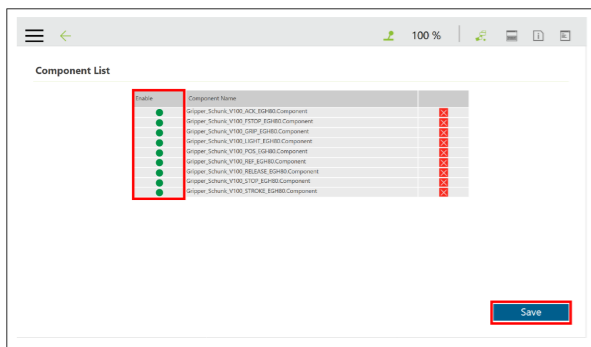 100 %
Component List
Enable Component Name
Gripper_Schunk_V100_ACK_EGH80.Component
Gripper_Schunk_V100_FSTOP_EGH80.Component
Gripper_Schunk_V100_GRIP_EGH80.Component
Gripper_Schunk_V100_LIGHT_EGH80.Component
Gripper_Schunk_V100_POS_EGH80.Component
Gripper_Schunk_V100_REF_EGH80.Component
Gripper_Schunk_V100_RELEASE_EGH80.Component
Gripper_Schunk_V100_STOP_EGH80.Component
Gripper_Schunk_V100_STROKE_EGH80.Component
Save